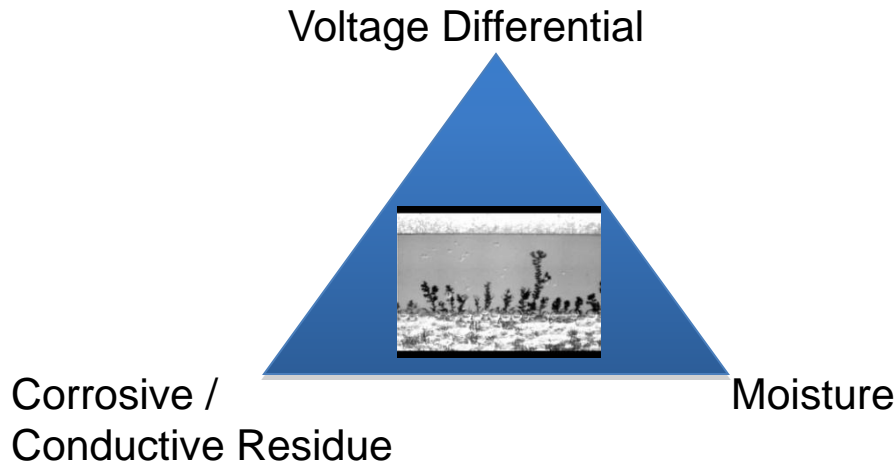 Voltage Differential
Corrosive /
Conductive Residue
Moisture